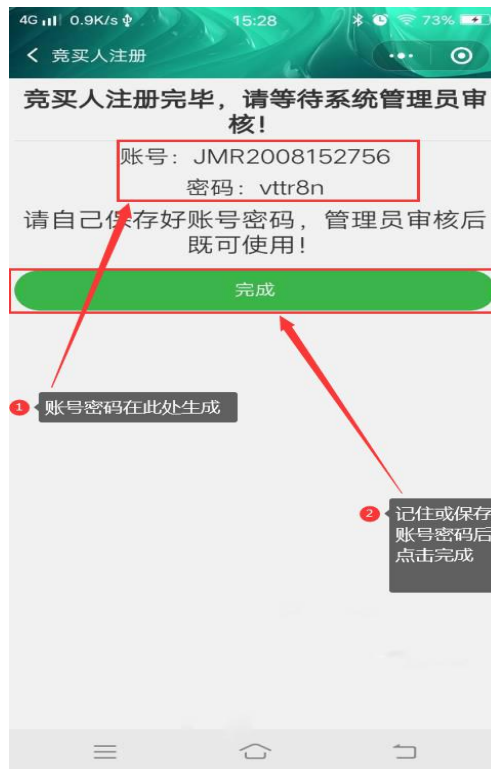 4G 0.9K/s 15:28 73%
竞买人注册
竞买人注册完毕，请等待系统管理员审
核！
账号：JMR2008152756
密码：vttr8n
请自己保存好账号密码，管理员审核后
既可使用！
完成
1 账号密码在此处生成
2 记住或保存
账号密码后
点击完成